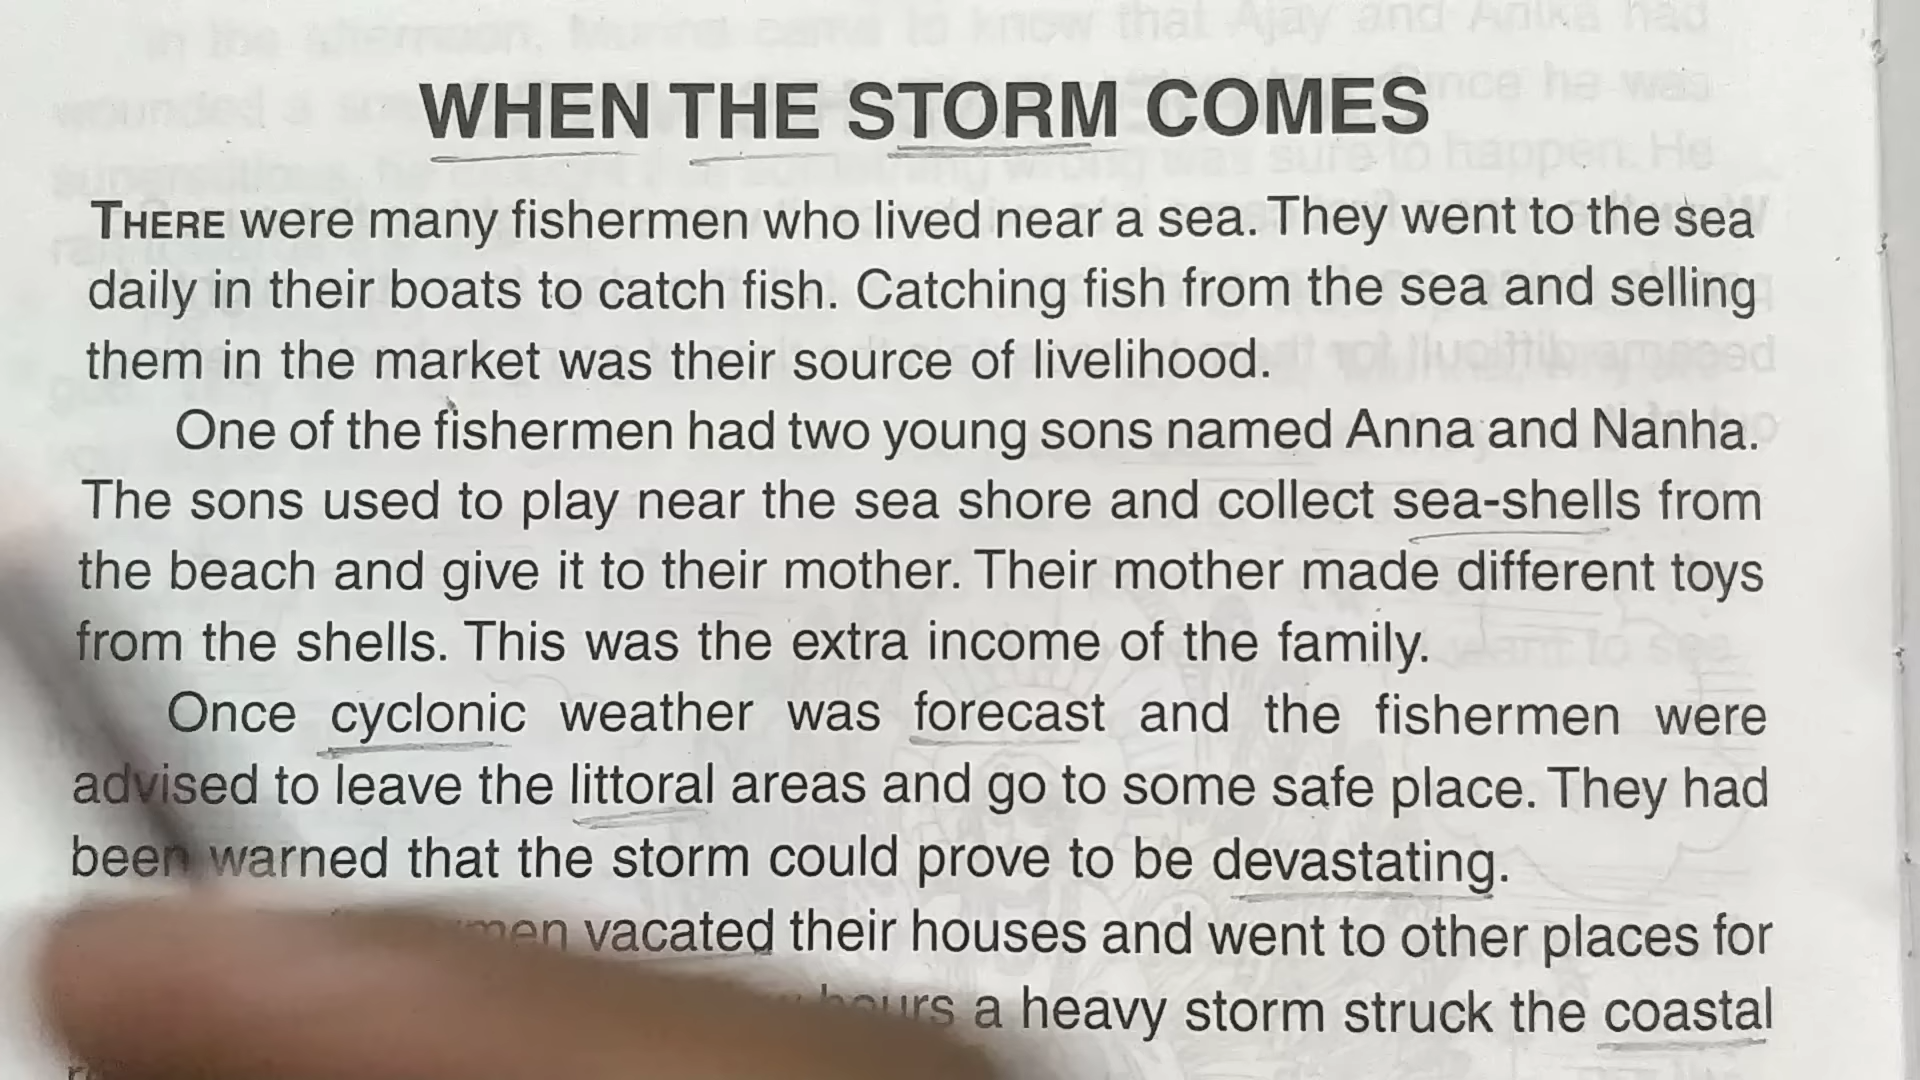 WHEN THE STORM COMES
THERE were many fishermen who lived near a sea. They went to the sea
daily in their boats to catch fish. Catching fish from the sea and selling
them in the market was their source of livelihood.
One of the fishermen had two young sons named Anna and Nanha.
The sons used to play near the sea shore and collect sea-shells from
the beach and give it to their mother. Their mother made different toys
from the shells. This was the extra income of the family.
Once cyclonic weather was forecast and the fishermen were
advised to leave the littoral areas and go to some safe place. They had
been warned that the storm could prove to be devastating.
vacated their houses and went to other places for
hours a heavy storm struck the coastal